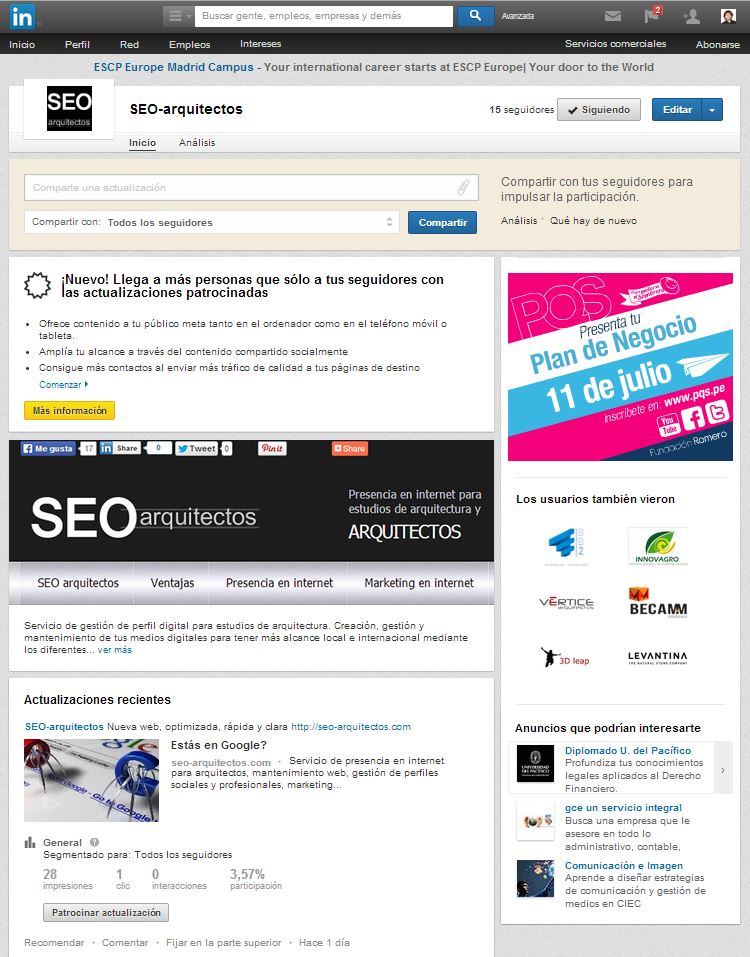 in
Buscar gente, empleos, empresas y demás
Avanzada
2
Inicio Perfil Red Empleos Intereses Servicios comerciales Abonarse
ESCP Europe Madrid Campus - Your international career starts at ESCP Europe| Your door to the World
SEO
arquitectos
SEO-arquitectos
15 seguidores Siguiendo Editar
Inicio Análisis
Comparte una actualización
Compartir con: Todos los seguidores Compartir
Compartir con tus seguidores para
impulsar la participación.
Análisis · Qué hay de nuevo
¡Nuevo! Llega a más personas que sólo a tus seguidores con
las actualizaciones patrocinadas
Ofrece contenido a tu público meta tanto en el ordenador como en el teléfono móvil o
tableta.
Amplía tu alcance a través del contenido compartido socialmente
Consigue más contactos al enviar más tráfico de calidad a tus páginas de destino
Comenzar
Más información
PQS
Presenta tu
Plan de Negocio
11 de julio
inscríbete en: www.pqs.pe
You Tube
Fundación Romero
Me gusta 17 in Share 0 Tweet 0 Pinit Share
SEO arquitectos
Presencia en internet para
estudios de arquitectura y
ARQUITECTOS
SEO arquitectos Ventajas Presencia en internet Marketing en internet
Servicio de gestión de perfil digital para estudios de arquitectura. Creación, gestión y
mantenimiento de tus medios digitales para tener más alcance local e internacional mediante
los diferentes... ver más
Los usuarios también vieron
INNOVAGRO
VÉRTICE
arquitectos
BECAMM
3D leap
LEVANTINA
THE NATURAL STONE COMPANY
Actualizaciones recientes
SEO-arquitectos Nueva web, optimizada, rápida y clara http://seo-arquitectos.com
Estás en Google?
seo-arquitectos.com · Servicio de presencia en internet
para arquitectos, mantenimiento web, gestión de perfiles
sociales y profesionales, marketing...
General
Segmentado para: Todos los seguidores
28 1 0 3,57%
impresiones clic interacciones participación
Patrocinar actualización
Recomendar · Comentar · Fijar en la parte superior · Hace 1 día
Anuncios que podrían interesarte
UNIVERSIDAD
DEL PACÍFICO
Diplomado U. del Pacífico
Profundiza tus conocimientos
legales aplicados al Derecho
Financiero.
gce un servicio integral
Busca una empresa que le
asesore en todo lo
administrativo, contable,
Comunicación e Imagen
Aprende a diseñar estrategias
de comunicación y gestión de
medios en CIEC